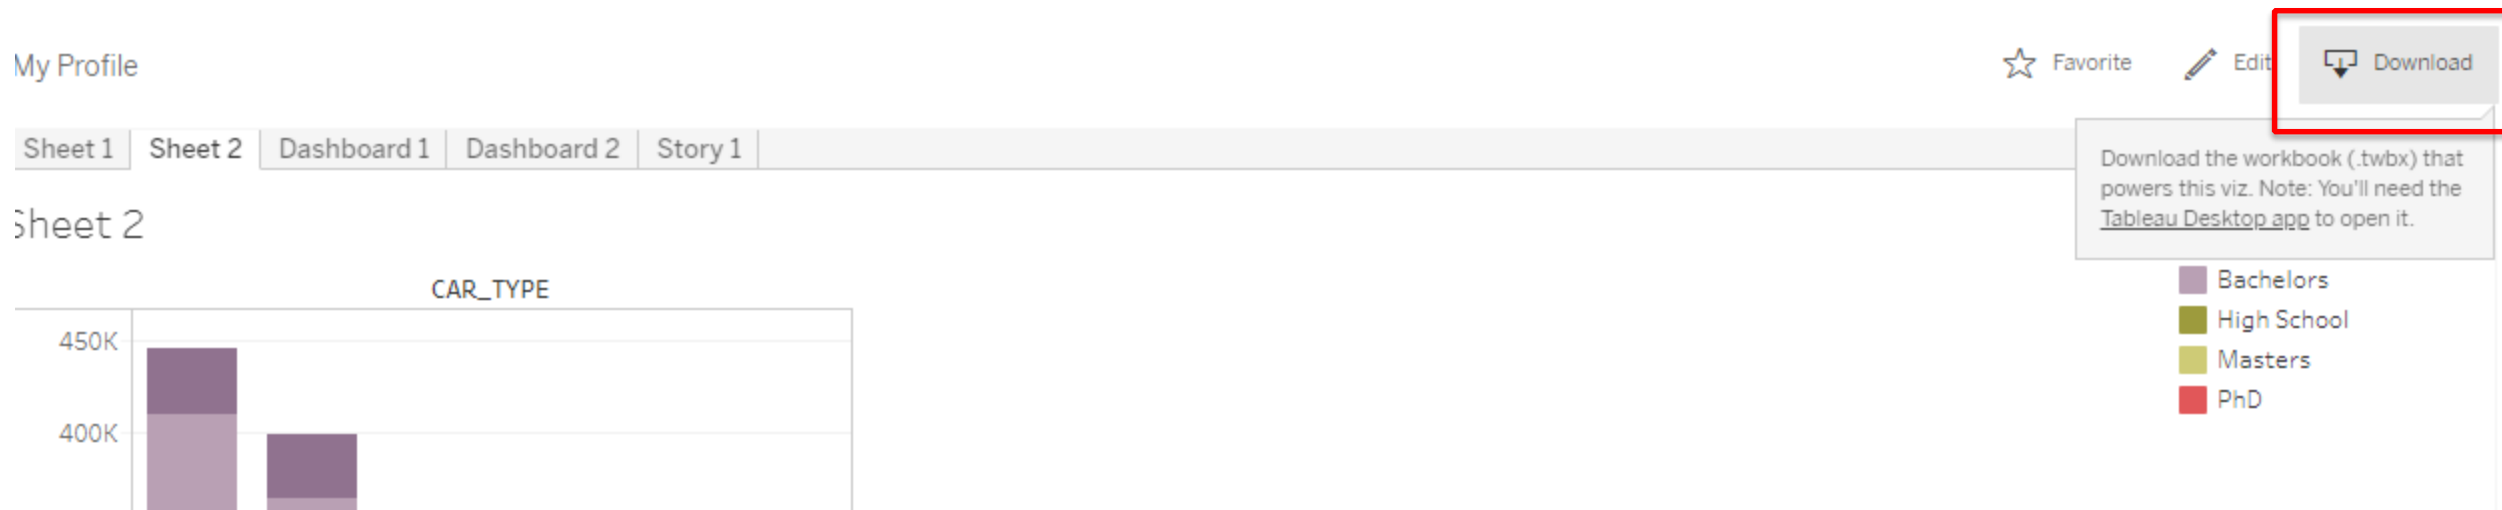 My Profile
Favorite
Edit
Download
Sheet 1
Sheet 2
Dashboard 1
Dashboard 2
Story 1
Download the workbook (.twbx) that
powers this viz. Note: You'll need the
Tableau Desktop app to open it.
Sheet 2
CAR_TYPE
450K
400K
Bachelors
High School
Masters
PhD